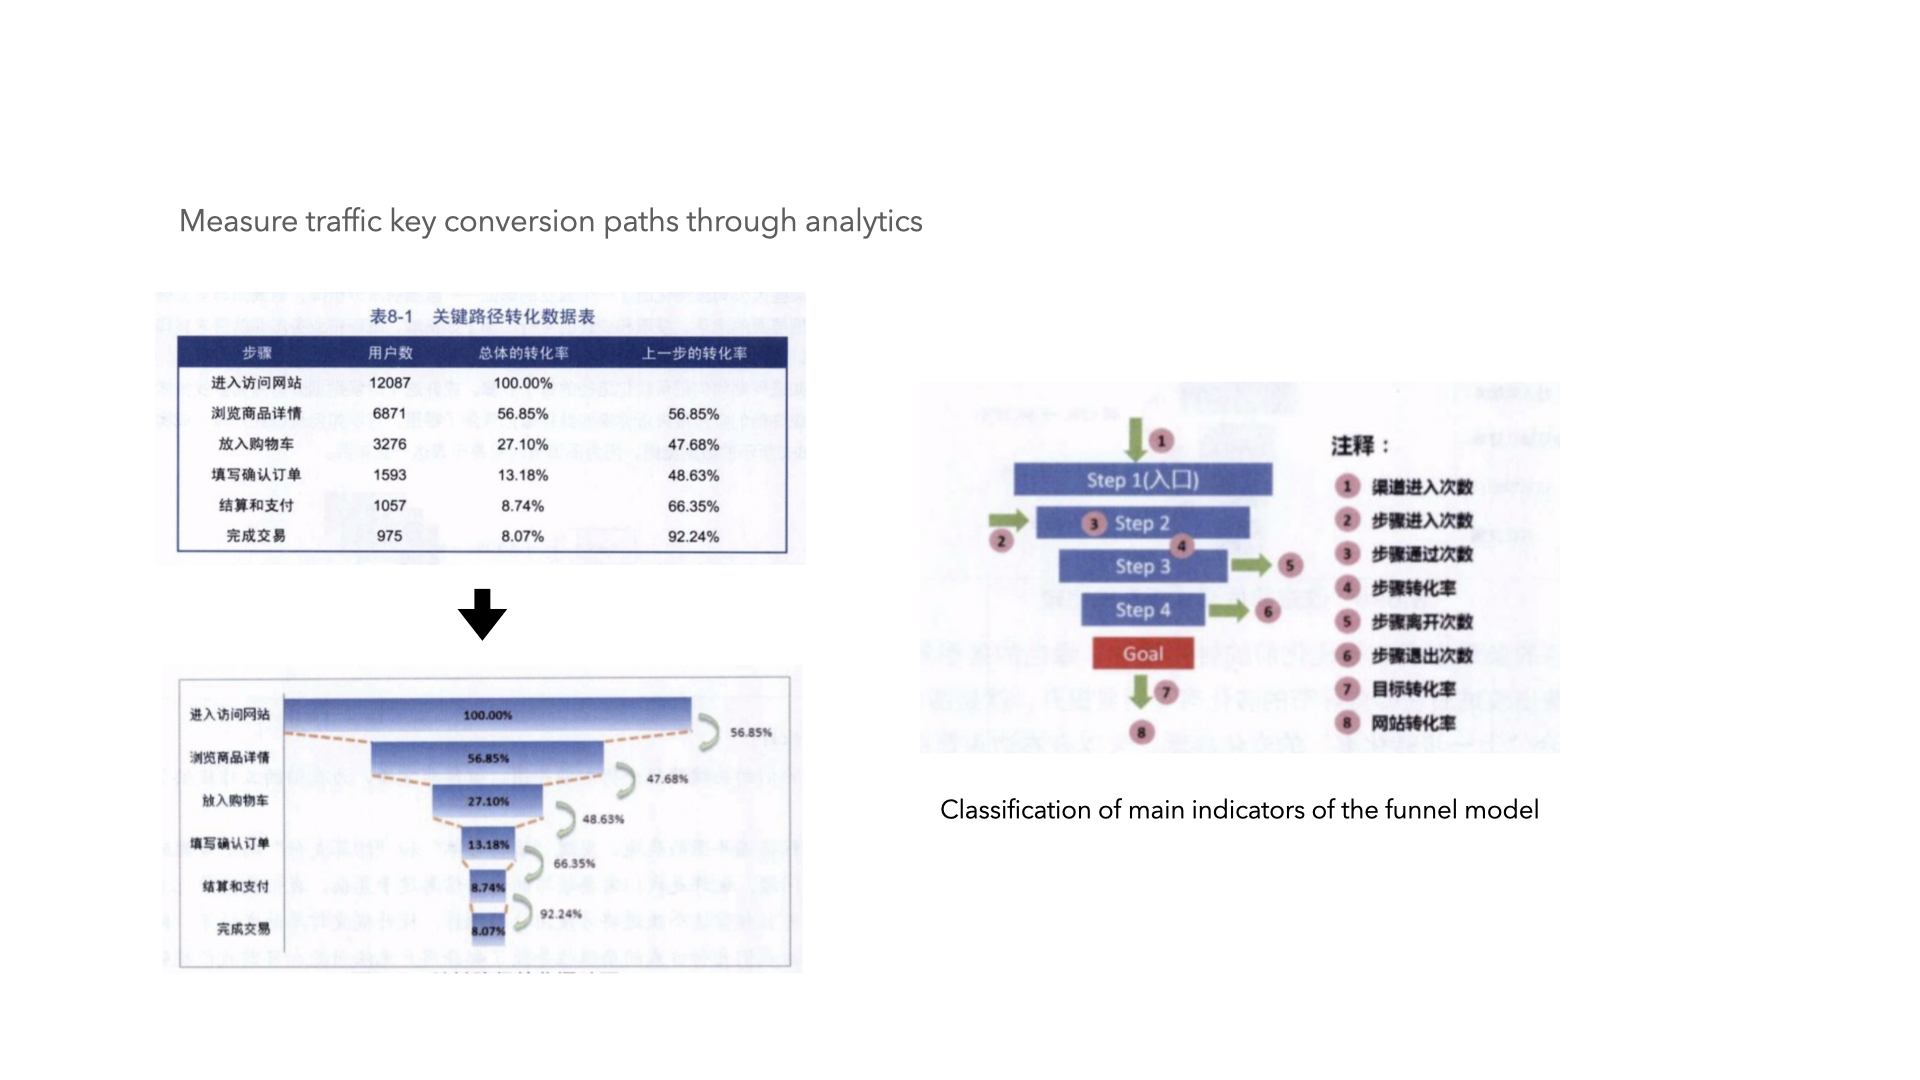 Measure traffic key conversion paths through analytics
表8-1 关键路径转化数据表
步骤 用户数 总体的转化率 上一步的转化率
进入访问网站 12087 100.00%
浏览商品详情 6871 56.85% 56.85%
放入购物车 3276 27.10% 47.68%
填写确认订单 1593 13.18% 48.63%
结算和支付 1057 8.74% 66.35%
完成交易 975 8.07% 92.24%
进入访问网站 100.00%
56.85%
浏览商品详情 56.85%
47.68%
放入购物车 27.10%
48.63%
填写确认订单 13.18%
66.35%
结算和支付 8.74%
92.24%
完成交易 8.07%
1
Step 1(入口)
2
3 Step 2
4
Step 3 5
Step 4 6
Goal
7
8
注释：
1 渠道进入次数
2 步骤进入次数
3 步骤通过次数
4 步骤转化率
5 步骤离开次数
6 步骤退出次数
7 目标转化率
8 网站转化率
Classification of main indicators of the funnel model